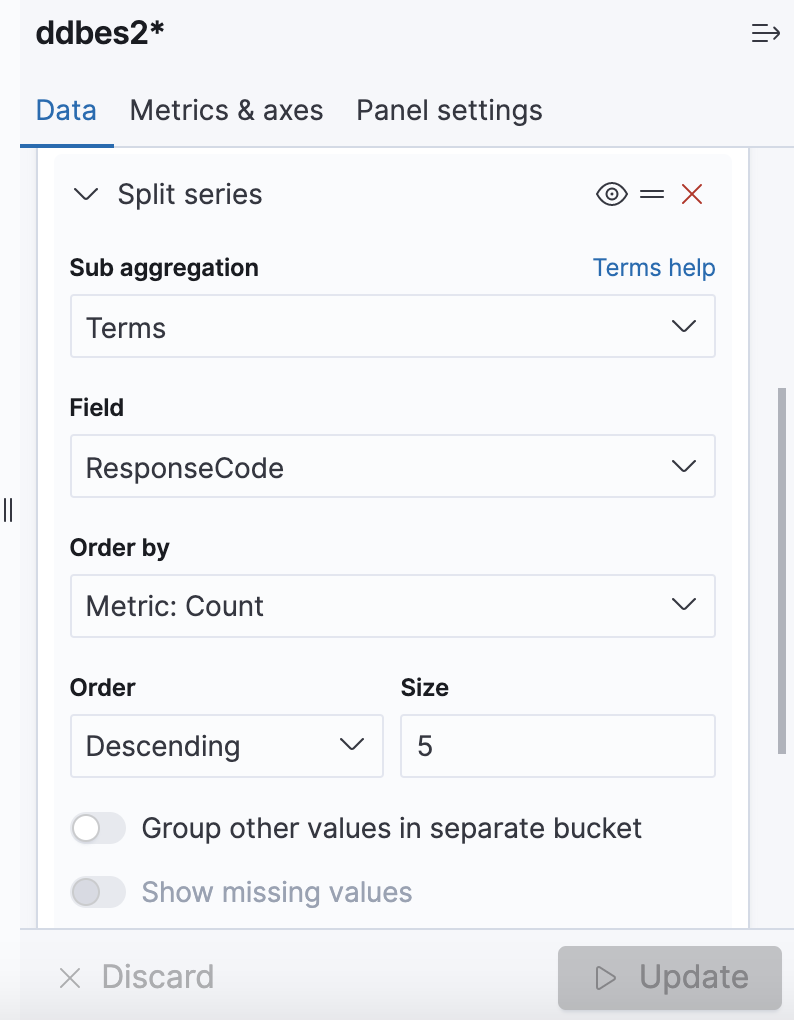 ddbes2*
Data Metrics & axes Panel settings
Split series
Sub aggregation Terms help
Terms
Field
ResponseCode
Order by
Metric: Count
Order Size
Descending 5
Group other values in separate bucket
Show missing values
Discard Update